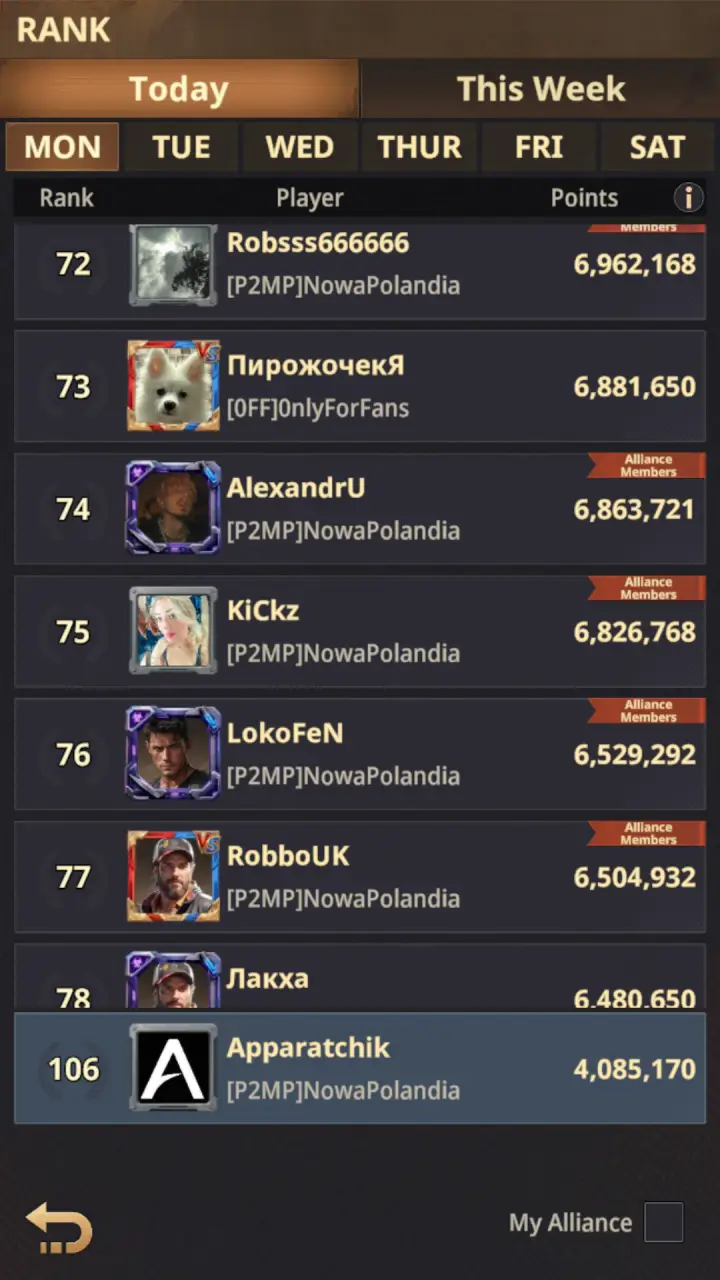 RANK
Today
This Week
MON
TUE
WED
THUR
FRI
SAT
Rank
Player
Points
Members
72
Robsss666666
6,962,168
[P2MP]NowaPolandia
VS
73
ПирожочекЯ
6,881,650
[0FF]0nlyForFans
Alliance
Members
74
AlexandrU
6,863,721
[P2MP]NowaPolandia
Alliance
Members
75
KiCkz
6,826,768
[P2MP]NowaPolandia
Alliance
Members
76
LokoFeN
6,529,292
[P2MP]NowaPolandia
Alliance
Members
VS
77
RobboUK
6,504,932
[P2MP]NowaPolandia
78
Лакха
6,480,650
106
Apparatchik
4,085,170
[P2MP]NowaPolandia
My Alliance